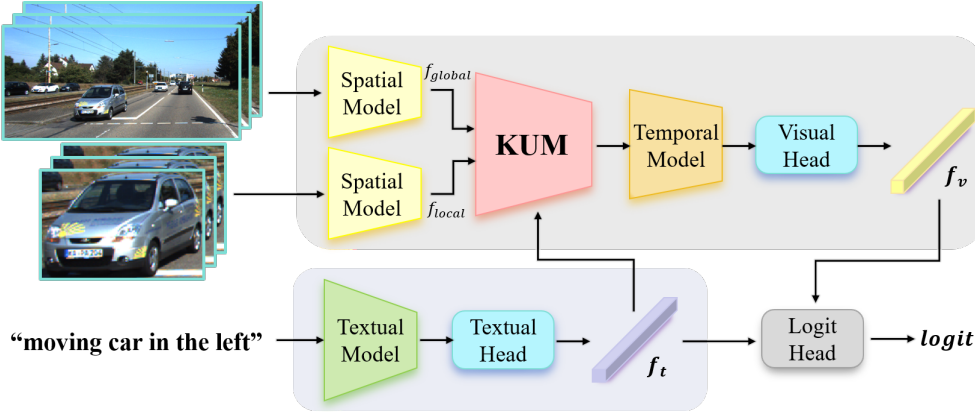 Spatial
Model
f_global
KUM
Temporal
Model
Visual
Head
f_v
Spatial
Model
f_local
"moving car in the left"
Textual
Model
Textual
Head
f_t
Logit
Head
logit